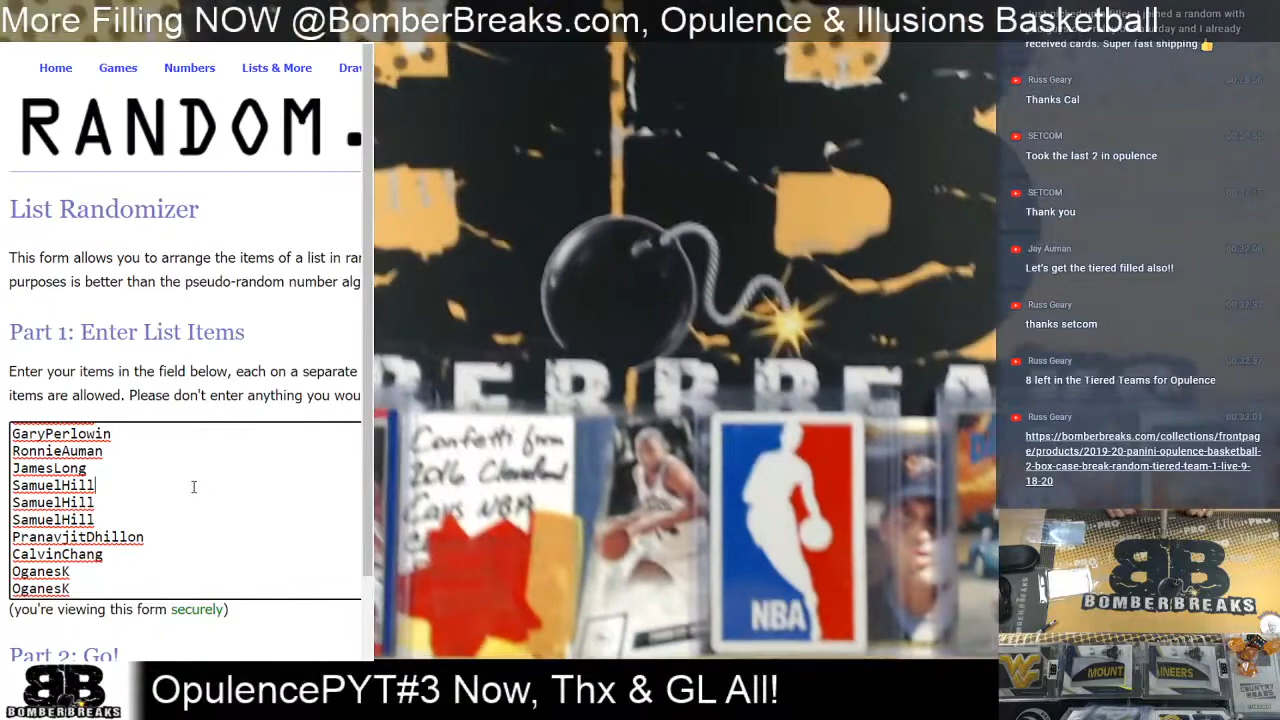 More Filling NOW @BomberBreaks.com, Opulence & Illusions Basketball
Home Games Numbers Lists & More
RANDOM.
List Randomizer
This form allows you to arrange the items of a list in
purposes is better than the pseudo-random number
Part 1: Enter List Items
Enter your items in the field below, each on a separate
items are allowed. Please don't enter anything you
GaryPerlowin
RonnieAuman
JamesLong
SamuelHill
SamuelHill
SamuelHill
PranavjitDhillon
CalvinChang
OganesK
OganesK
(you're viewing this form securely)
Part 2: Go!
Confetti from
2016 Cleveland
Cavs NBA
NBA
received cards. Super fast shipping 👍
Russ Geary
Thanks Cal
SETCOM
Took the last 2 in opulence
SETCOM
Thank you
Jay Auman
Let's get the tiered filled also!!
Russ Geary
thanks setcom
Russ Geary
8 left in the Tiered Teams for Opulence
Russ Geary
https://bomberbreaks.com/collections/frontpag
e/products/2019-20-panini-opulence-basketball-
2-box-case-break-random-tiered-team-1-live-9-
18-20
BOMBERBREAKS
MOUNT
AINEERS
BOMBERBREAKS
OpulencePYT#3 Now, Thx & GL All!